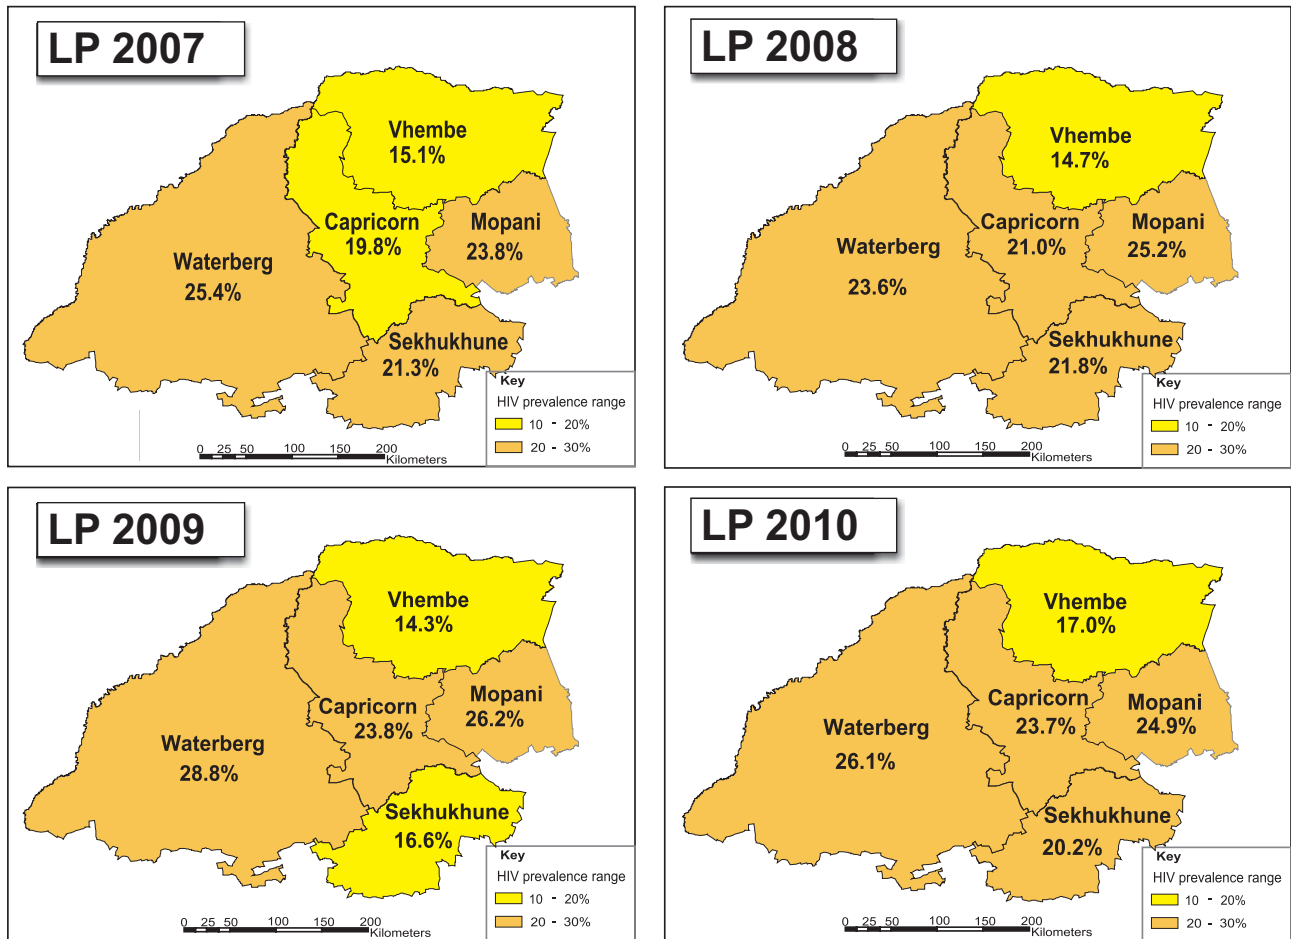 LP 2007
Vhembe
15.1%
Capricorn
19.8%
Mopani
23.8%
Waterberg
25.4%
Sekhukhune
21.3%
Key
HIV prevalence range
10 - 20%
20 - 30%
0 25 50 100 150 200
Kilometers
LP 2008
Vhembe
14.7%
Capricorn
21.0%
Mopani
25.2%
Waterberg
23.6%
Sekhukhune
21.8%
Key
HIV prevalence range
10 - 20%
20 - 30%
0 25 50 100 150 200
Kilometers
LP 2009
Vhembe
14.3%
Mopani
26.2%
Capricorn
23.8%
Waterberg
28.8%
Sekhukhune
16.6%
Key
HIV prevalence range
10 - 20%
20 - 30%
0 25 50 100 150 200
Kilometers
LP 2010
Vhembe
17.0%
Capricorn
23.7%
Mopani
24.9%
Waterberg
26.1%
Sekhukhune
20.2%
Key
HIV prevalence range
10 - 20%
20 - 30%
0 25 50 100 150 200
Kilometers